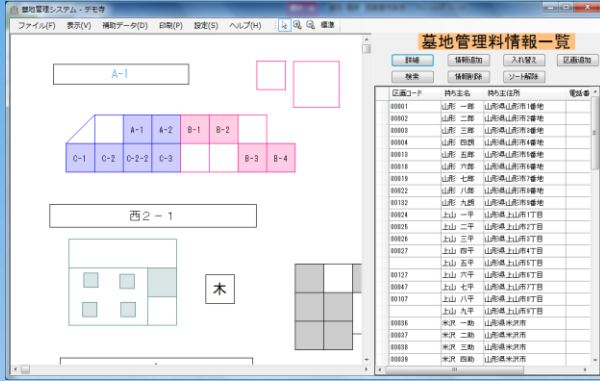 墓地管理システム - デモ寺
ファイル(F) 表示(V) 補助データ(D) 印刷(P) 設定(S) ヘルプ(H) 標準
A-1
A-1 A-2 B-1 B-2
C-1 C-2 C-2-2 C-3 B-3 B-4
西２－１
木
墓地管理料情報一覧
詳細 情報追加 入れ替え 区画追加
検索 情報削除 ソート解除
区画コード 持ち主名 持ち主住所 電話番
00001 山形 一郎 山形県山形市1番地
00002 山形 二郎 山形県山形市2番地
00003 山形 三郎 山形県山形市3番地
00004 山形 四朗 山形県山形市4番地
00013 山形 五郎 山形県山形市5番地
00018 山形 六郎 山形県山形市6番地
00019 山形 七郎 山形県山形市7番地
00022 山形 八郎 山形県山形市8番地
00132 山形 九朗 山形県山形市9番地
00024 上山 一平 山形県上山市1丁目
00025 上山 二平 山形県上山市2丁目
00026 上山 三平 山形県上山市3丁目
00027 上山 四平 山形県上山市4丁目
上山 五平 山形県上山市5丁目
00127 上山 六平 山形県上山市6丁目
00047 上山 七平 山形県上山市7丁目
00107 上山 八平 山形県上山市8丁目
上山 九平 山形県上山市9丁目
00036 米沢 一助 山形県米沢市
00037 米沢 二助 山形県米沢市
00038 米沢 三助 山形県米沢市
00039 米沢 四助 山形県米沢市